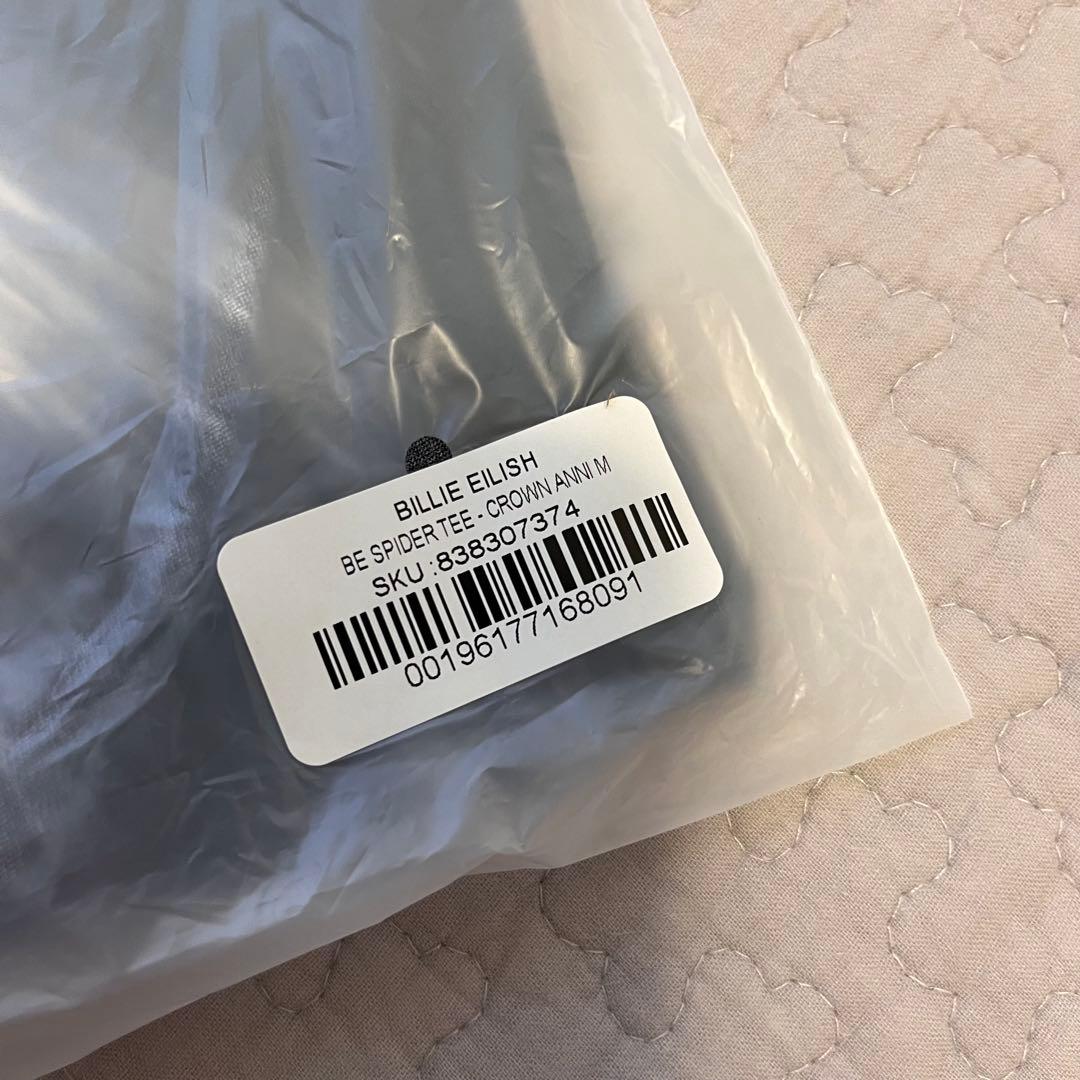 BILLIE EILISH
BE SPIDER TEE - CROWN ANNI M
SKU :838307374
00196177168091